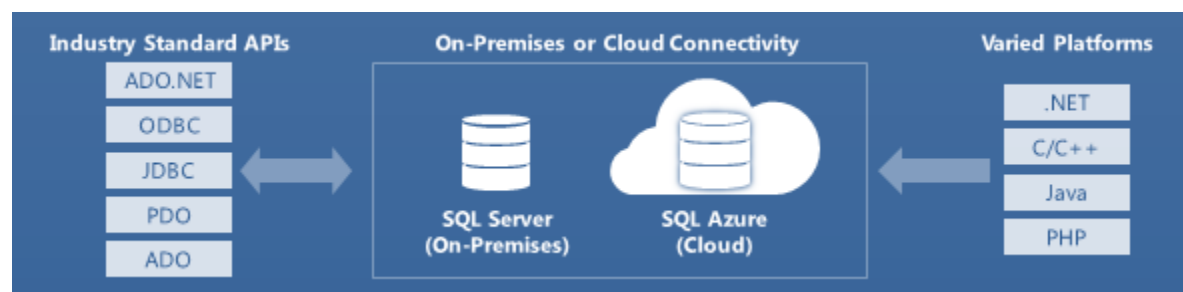 Industry Standard APIs
ADO.NET
ODBC
JDBC
PDO
ADO
On-Premises or Cloud Connectivity
SQL Server
(On-Premises)
SQL Azure
(Cloud)
Varied Platforms
.NET
C/C++
Java
PHP